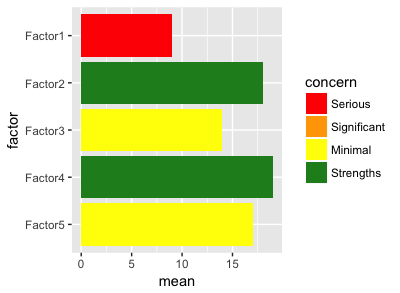 factor
Factor1
Factor2
Factor3
Factor4
Factor5
0 5 10 15
mean
concern
Serious
Significant
Minimal
Strengths